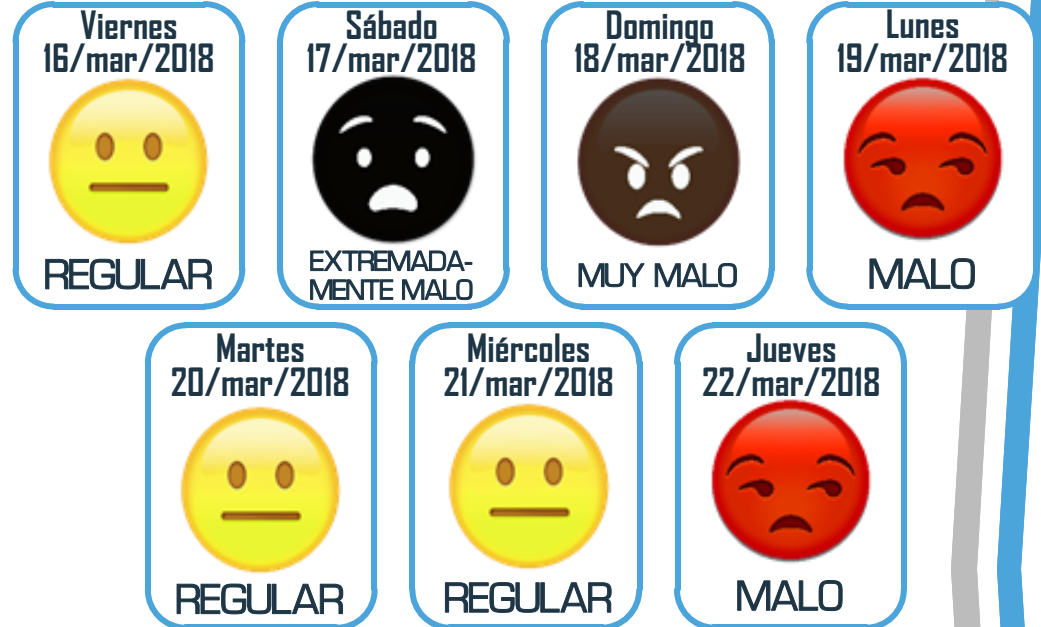 Viernes
16/mar/2018
REGULAR
Sábado
17/mar/2018
EXTREMADA-
MENTE MALO
Domingo
18/mar/2018
MUY MALO
Lunes
19/mar/2018
MALO
Martes
20/mar/2018
REGULAR
Miércoles
21/mar/2018
REGULAR
Jueves
22/mar/2018
MALO